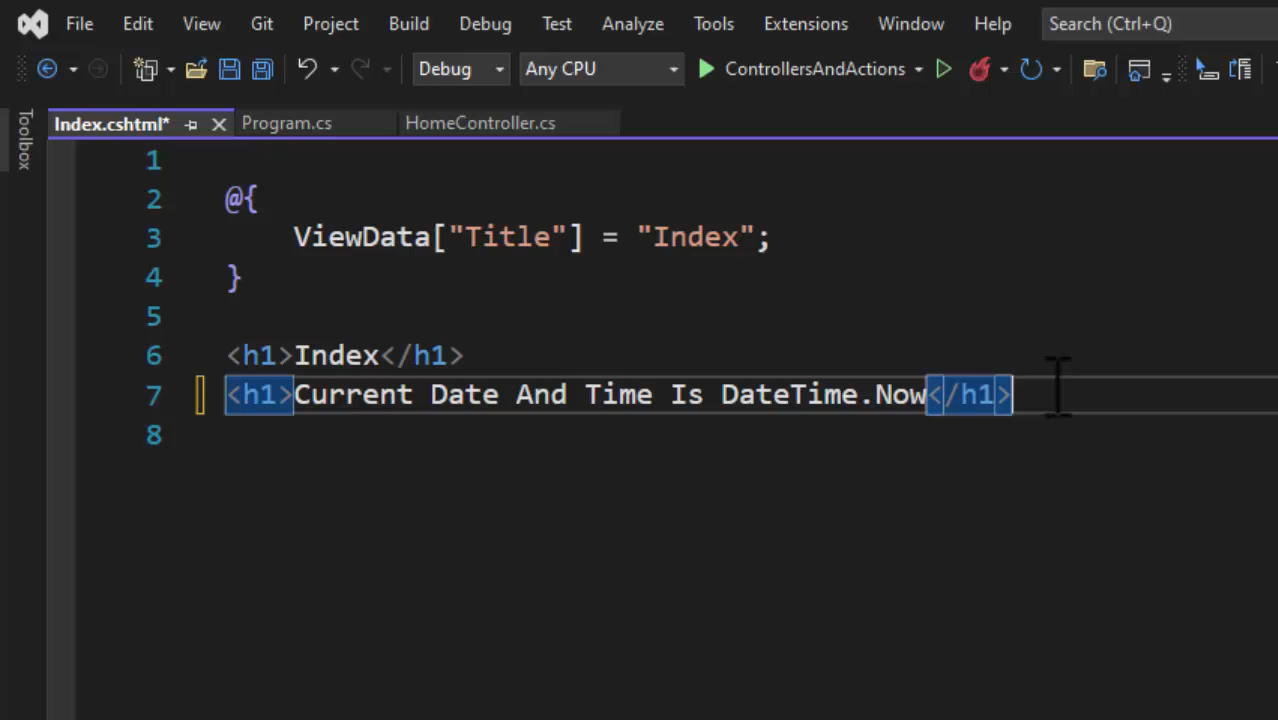 File Edit View Git Project Build Debug Test Analyze Tools Extensions Window Help Search (Ctrl+Q)
Debug Any CPU ControllersAndActions
Toolbox
Index.cshtml* Program.cs HomeController.cs
1
2 @{
3 ViewData["Title"] = "Index";
4 }
5
6 <h1>Index</h1>
7 <h1>Current Date And Time Is DateTime.Now</h1>
8